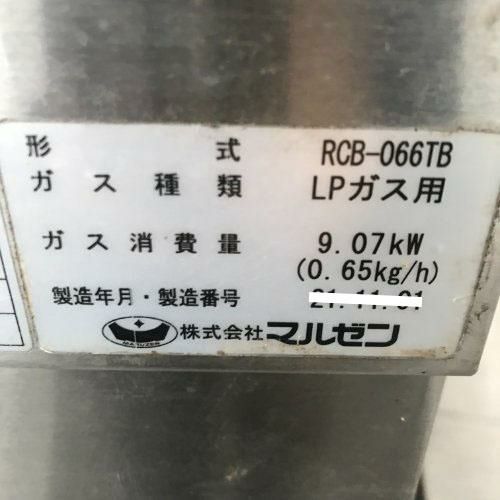 形式 RCB-066TB
ガス種類 LPガス用
ガス消費量 9.07kW
(0.65kg/h)
製造年月・製造番号
MARUZEN 株式会社マルゼン